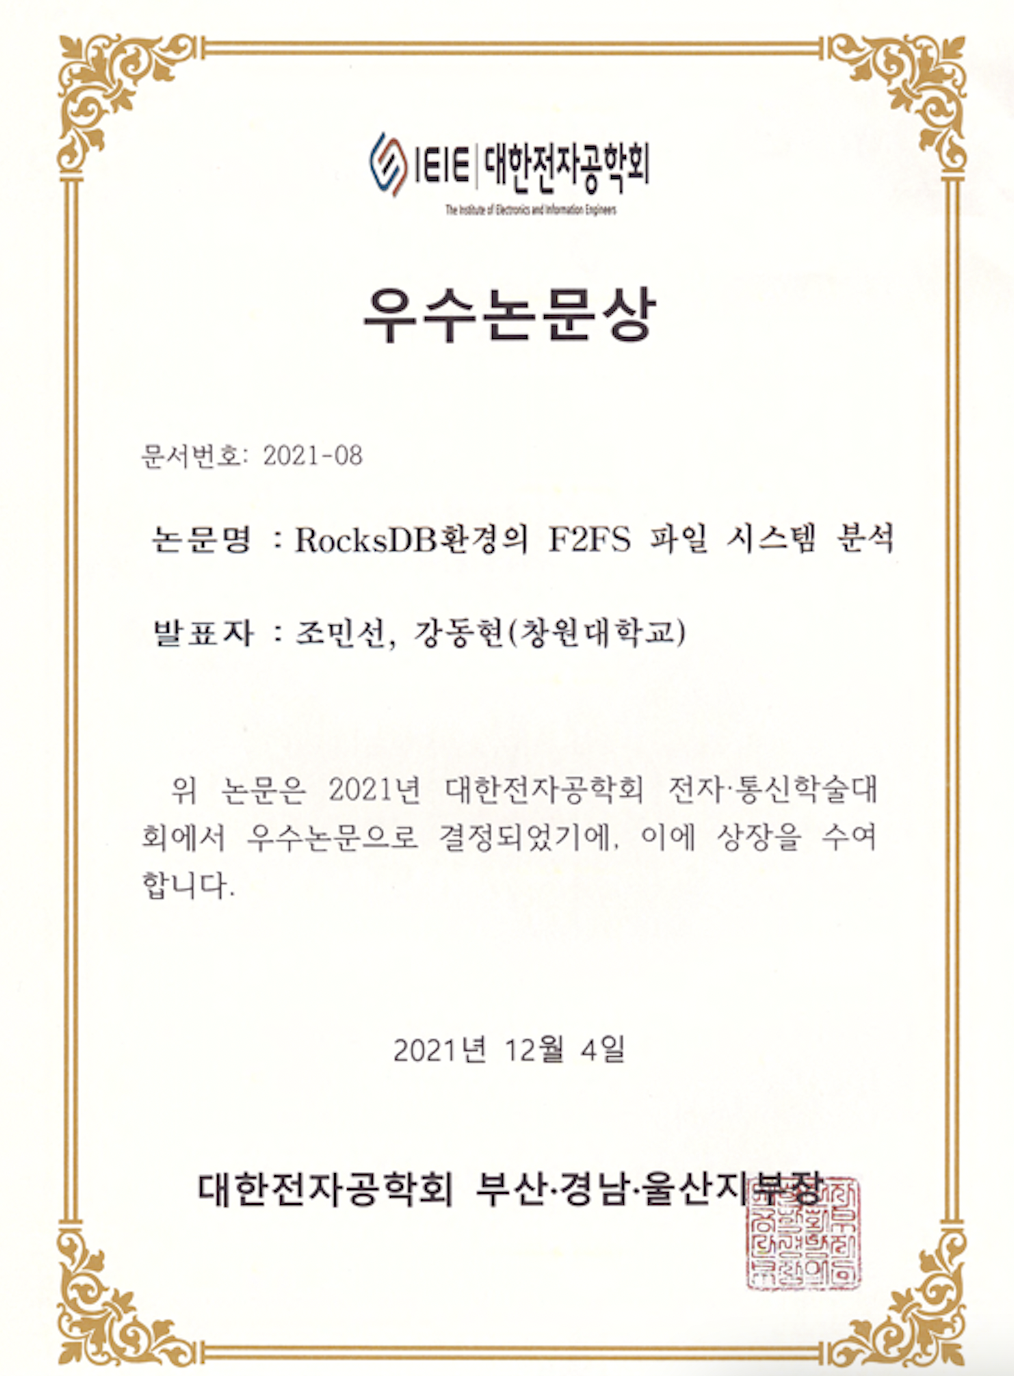 IEIE 대한전자공학회
The Institute of Electronics and Information Engineers
우수논문상
문서번호: 2021-08
논문명 : RocksDB환경의 F2FS 파일 시스템 분석
발표자 : 조민선, 강동현(창원대학교)
위 논문은 2021년 대한전자공학회 전자·통신학술대
회에서 우수논문으로 결정되었기에, 이에 상장을 수여
합니다.
2021년 12월 4일
대한전자공학회 부산·경남·울산지부장